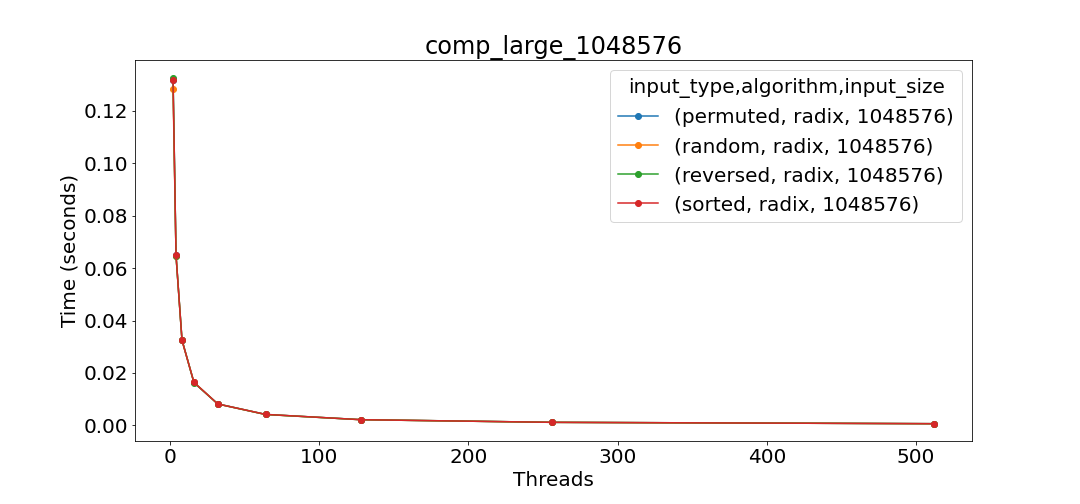 comp_large_1048576
input_type,algorithm,input_size
(permuted, radix, 1048576)
(random, radix, 1048576)
(reversed, radix, 1048576)
(sorted, radix, 1048576)
Time (seconds)
0.12
0.10
0.08
0.06
0.04
0.02
0.00
0 100 200 300 400 500
Threads